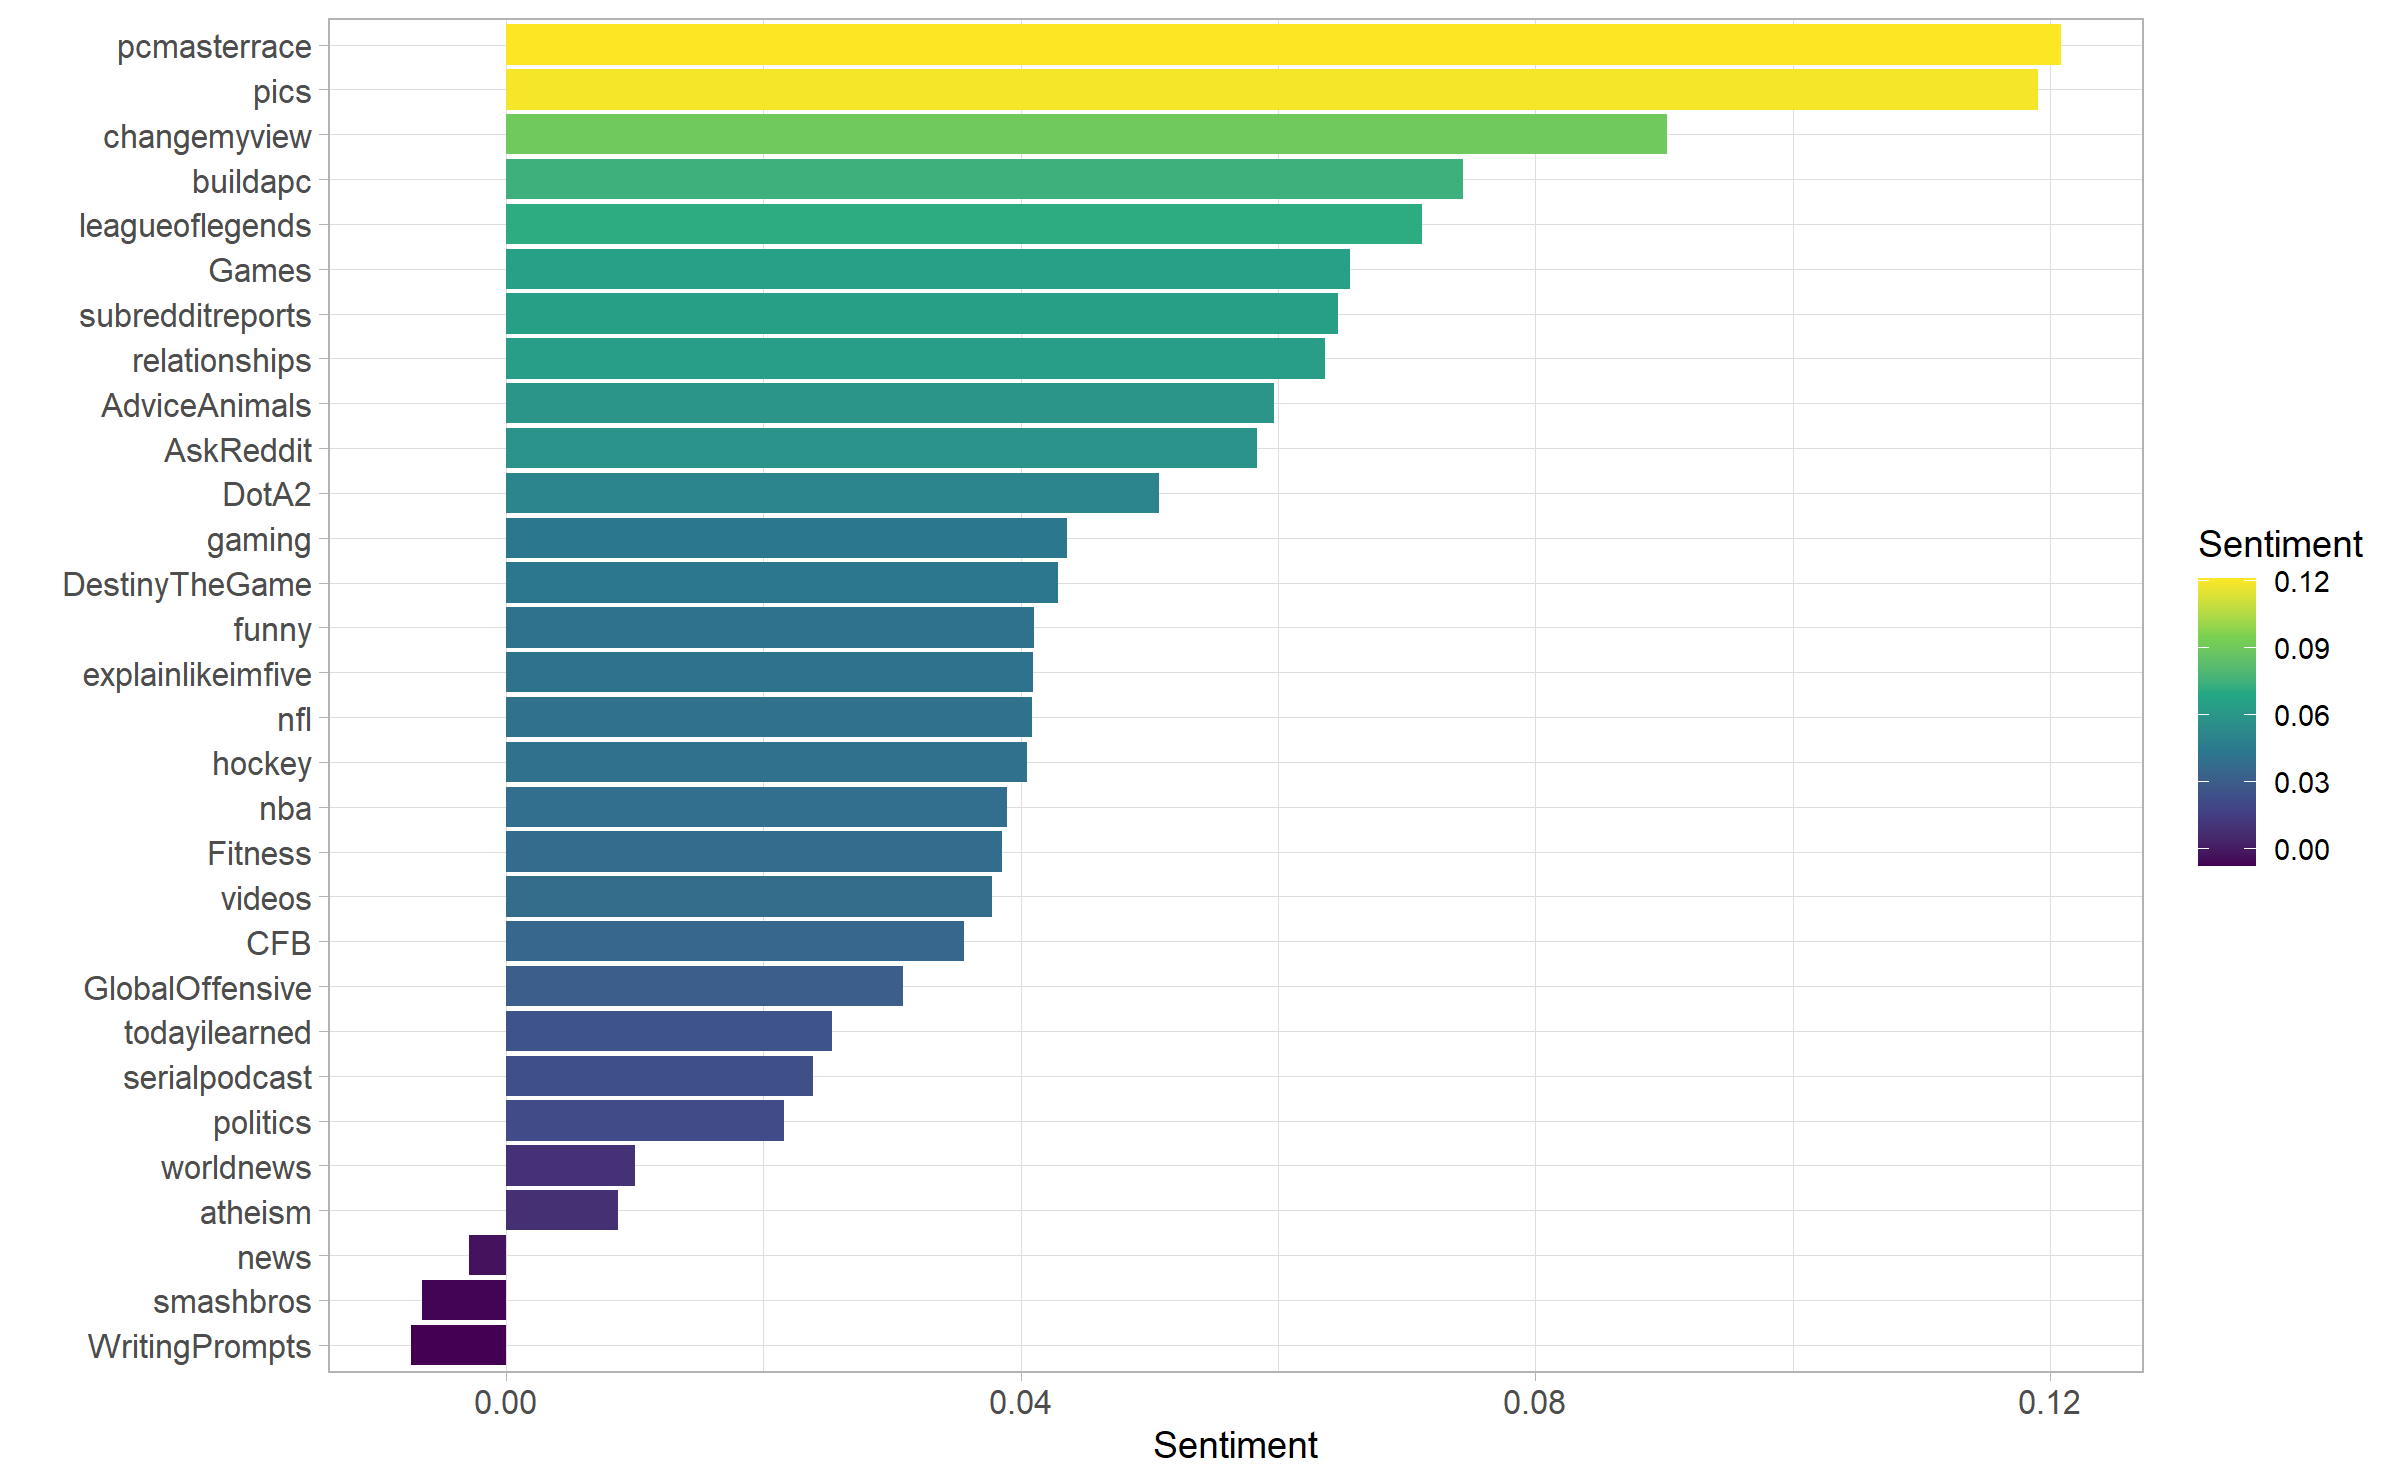 pcmasterrace
pics
changemyview
buildapc
leagueoflegends
Games
subredditreports
relationships
AdviceAnimals
AskReddit
DotA2
gaming
DestinyTheGame
funny
explainlikeimfive
nfl
hockey
nba
Fitness
videos
CFB
GlobalOffensive
todayilearned
serialpodcast
politics
worldnews
atheism
news
smashbros
WritingPrompts
0.00 0.04 0.08 0.12
Sentiment
Sentiment
0.12
0.09
0.06
0.03
0.00